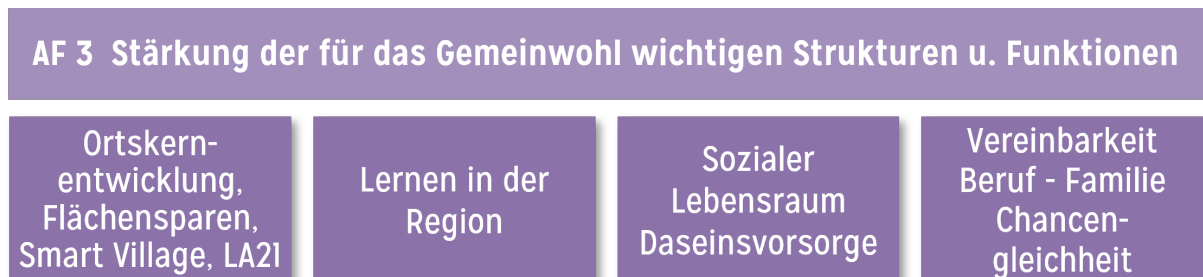 AF 3 Stärkung der für das Gemeinwohl wichtigen Strukturen u. Funktionen
Ortskern-
entwicklung,
Flächensparen,
Smart Village, LA21
Lernen in der
Region
Sozialer
Lebensraum
Daseinsvorsorge
Vereinbarkeit
Beruf - Familie
Chancen-
gleichheit